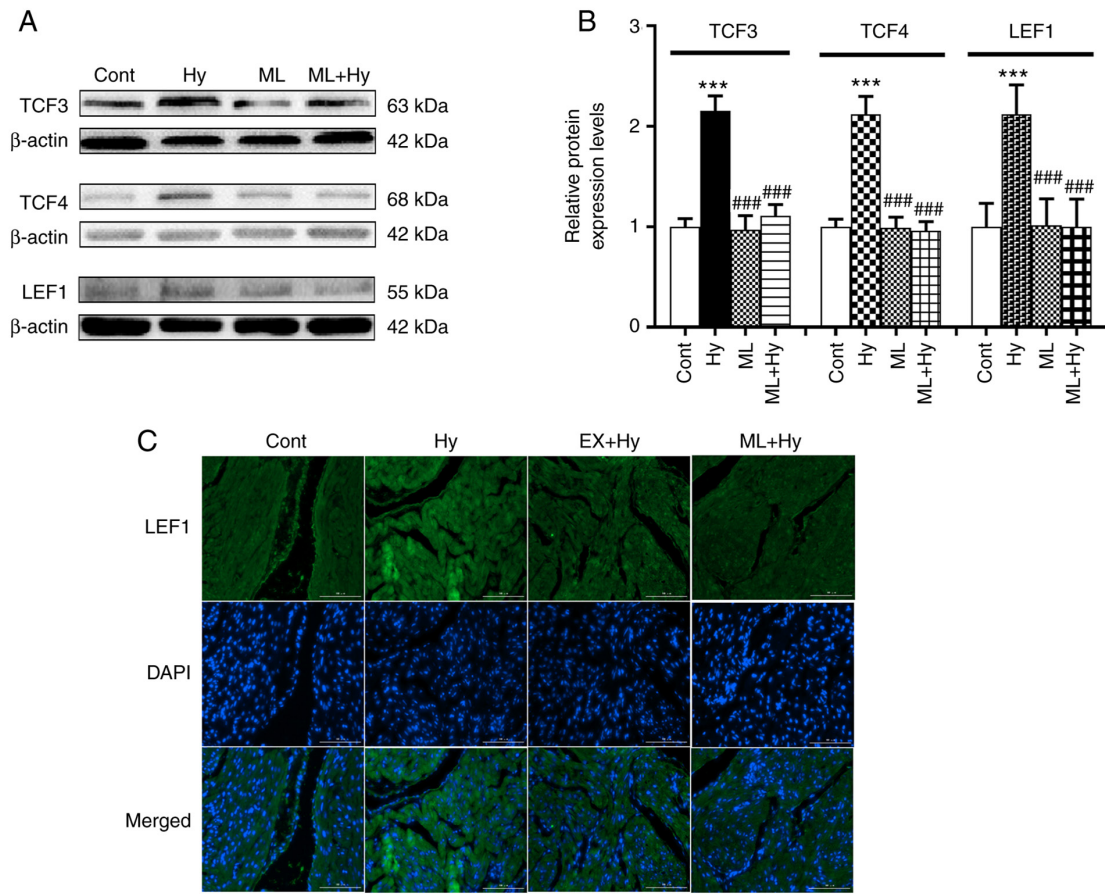 A
Cont Hy ML ML+Hy
TCF3 63 kDa
β-actin 42 kDa
TCF4 68 kDa
β-actin 42 kDa
LEF1 55 kDa
β-actin 42 kDa
B
TCF3 TCF4 LEF1
Relative protein
expression levels
3
2
1
0
*** *** ***
### ### ### ### ### ###
Cont Hy ML ML+Hy Cont Hy ML ML+Hy Cont Hy ML ML+Hy
C
Cont Hy EX+Hy ML+Hy
LEF1
DAPI
Merged